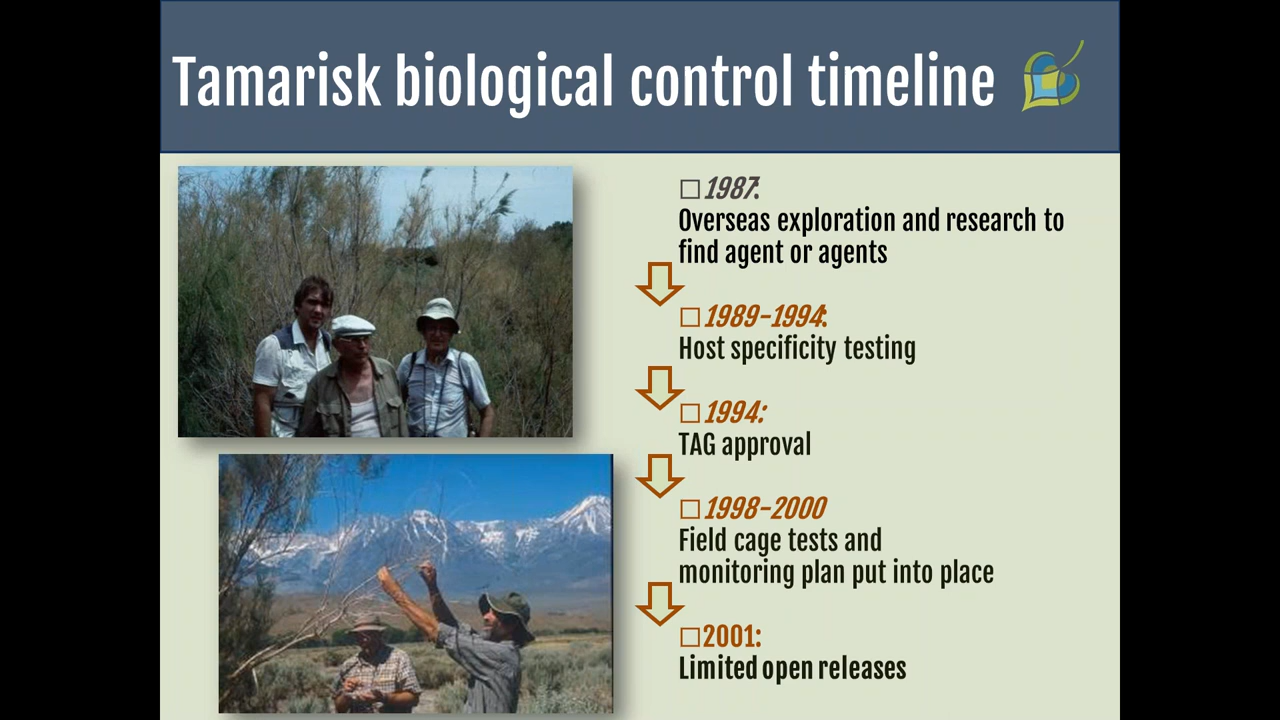 Tamarisk biological control timeline
□1987:
Overseas exploration and research to
find agent or agents
□1989-1994:
Host specificity testing
□1994:
TAG approval
□1998-2000
Field cage tests and
monitoring plan put into place
□2001:
Limited open releases